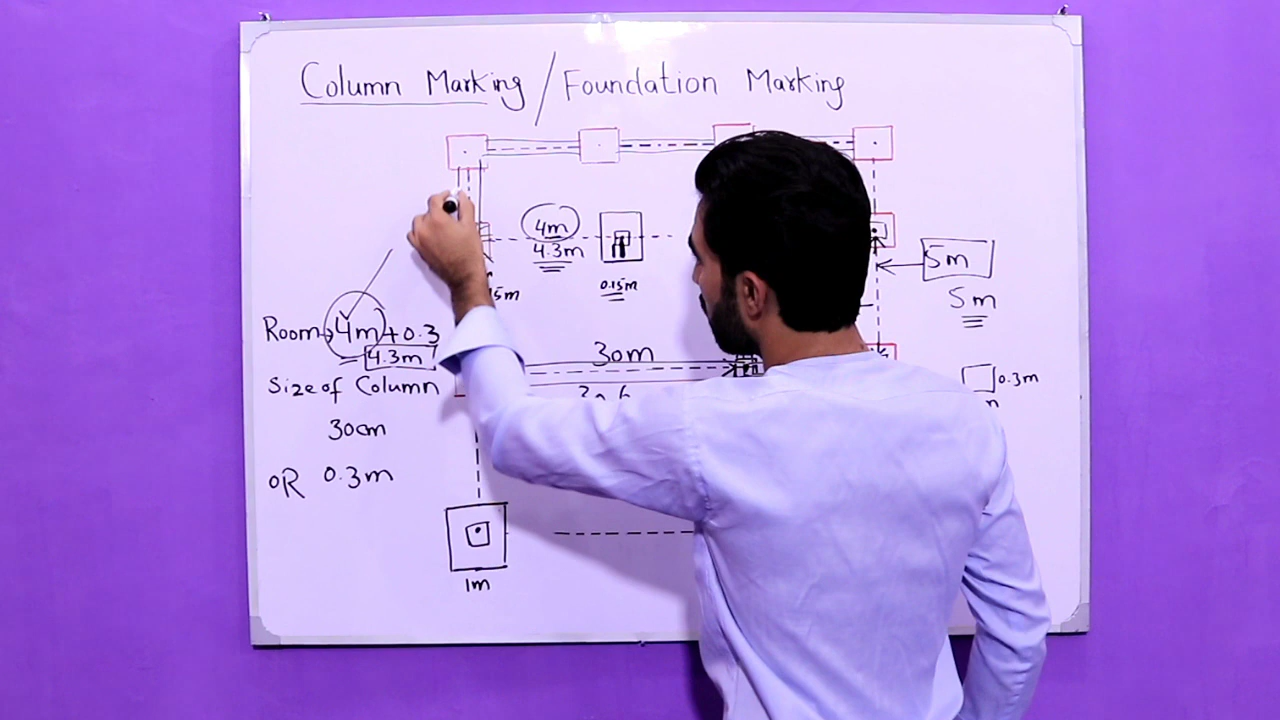 Column Marking / Foundation Marking
4m
4.3m
0.15m
5m
5m
Room → 4m + 0.3
4.3m
30m
Size of Column
0.3m
30cm
OR 0.3m
1m